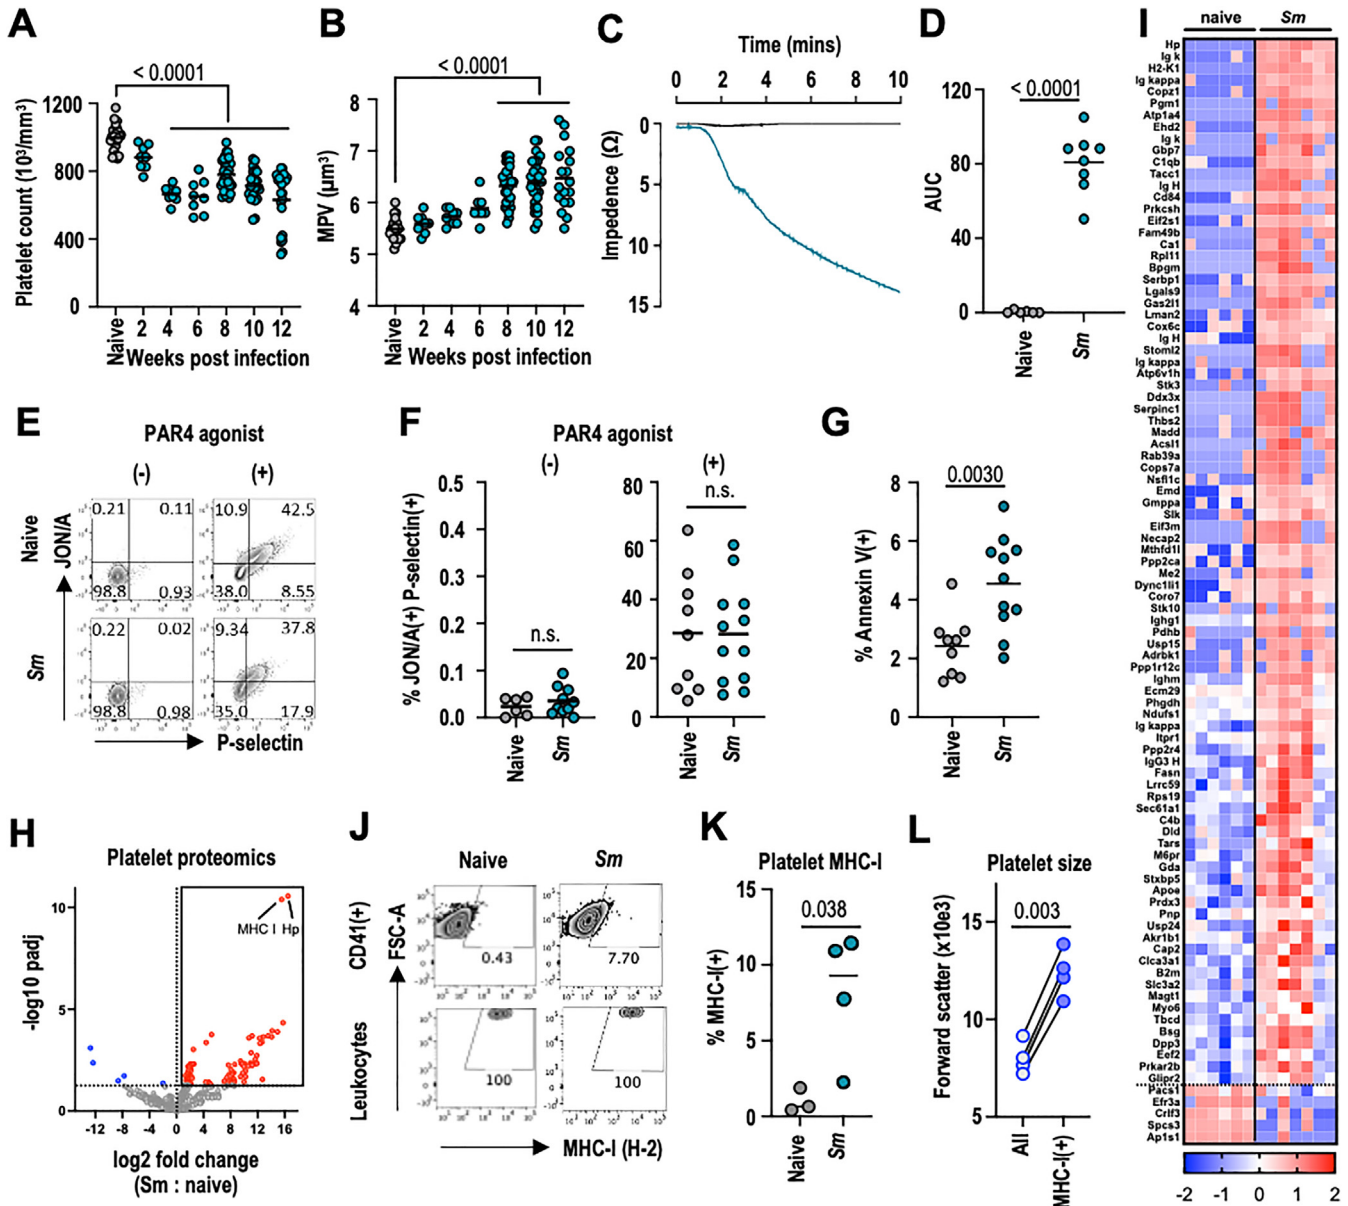 A
< 0.0001
Platelet count (10³/mm³)
1200
800
400
0
Naive
2 4 6 8 10 12
Weeks post infection
B
< 0.0001
MPV (µm³)
8
7
6
5
4
Naive
2 4 6 8 10 12
Weeks post infection
C
Time (mins)
0 2 4 6 8 10
Impedence (Ω)
0
5
10
15
D
< 0.0001
AUC
120
80
40
0
Naive
Sm
E
PAR4 agonist
(-) (+)
Naive
JON/A
0.21 0.11
98.8 0.93
10.9 42.5
38.0 8.55
Sm
0.22 0.02
98.8 0.98
9.34 37.8
35.0 17.9
P-selectin
F
PAR4 agonist
(-) (+)
% JON/A(+) P-selectin(+)
0.5
0.4
0.3
0.2
0.1
0.0
n.s.
Naive
Sm
80
60
40
20
0
n.s.
Naive
Sm
G
0.0030
% Annexin V(+)
8
6
4
2
0
Naive
Sm
H
Platelet proteomics
-log10 padj
10
5
0
MHC I Hp
-12 -8 -4 0 4 8 12 16
log2 fold change
(Sm : naive)
I
naive Sm
Hp
Ig k
H2-K1
Ig kappa
Copz1
Pgm1
Atp1a4
Ehd2
Ig k
Gbp7
C1qb
Tacc1
Ig H
Cd84
Prkcsh
Eif2s1
Fam49b
Ca1
Rpl11
Bpgm
Serbp1
Lgals9
Gas2l1
Lman2
Cox6c
Ig H
Stoml2
Ig kappa
Atp6v1h
Stk3
Ddx3x
Serpinc1
Thbs2
Madd
Acsl1
Rab39a
Cops7a
Nsfl1c
Emd
Gmppa
Slk
Eif3m
Necap2
Mthfd1l
Ppp2ca
Me2
Dync1li1
Coro7
Stk10
Ighg1
Pdhb
Usp15
Adrbk1
Ppp1r12c
Ighm
Ecm29
Phgdh
Ndufs1
Ig kappa
Itpr1
Ppp2r4
IgG3 H
Fasn
Lrrc59
Rps19
Sec61a1
C4b
Dld
Tars
M6pr
Gda
Stxbp5
Apoe
Prdx3
Pnp
Usp24
Akr1b1
Cap2
Clca3a1
B2m
Slc3a2
Magt1
Myo6
Tbcd
Bsg
Dpp3
Eef2
Prkar2b
Glipr2
Pacs1
Efr3a
Crlf3
Spcs3
Ap1s1
-2 -1 0 1 2
J
Naive Sm
CD41(+)
FSC-A
0.43
7.70
Leukocytes
100
100
MHC-I (H-2)
K
Platelet MHC-I
0.038
% MHC-I(+)
15
10
5
0
Naive
Sm
L
Platelet size
0.003
Forward scatter (x10e3)
15
10
5
All
MHC-I(+)